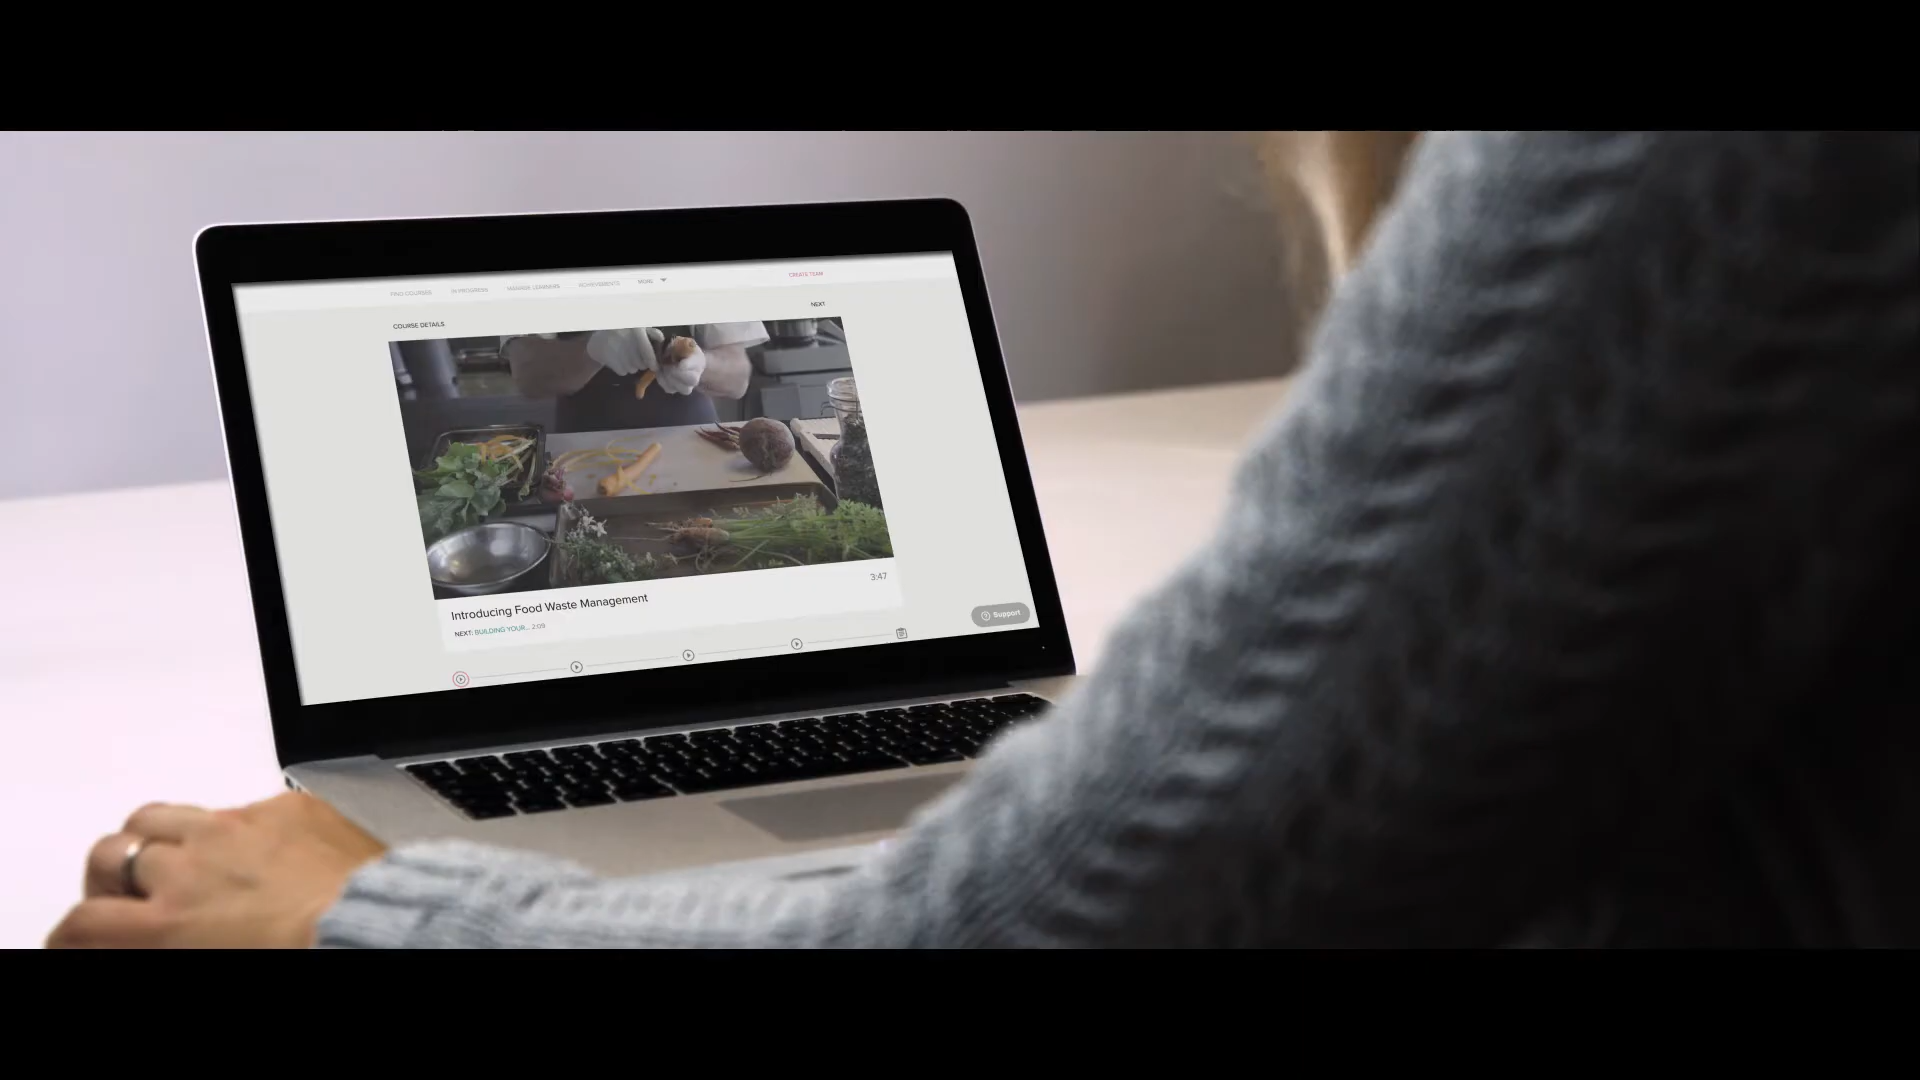 FIND COURSES IN PROGRESS MANAGE LEARNERS ACHIEVEMENTS MORE CREATE TEAM
COURSE DETAILS NEXT
Introducing Food Waste Management 3:47
NEXT: BUILDING YOUR... 2:09
Support